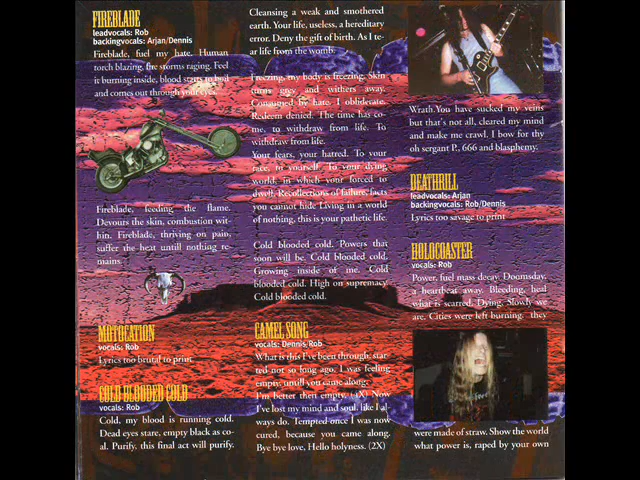 FIREBLADE
leadvocals: Rob
backingvocals: Arjan/Dennis
Fireblade, fuel my hate. Human
torch blazing, fire storms raging. Feel
it burning inside, blood starts to boil
and comes out through your eyes.
Fireblade, feeding the flame.
Devours the skin, combustion wit-
hin. Fireblade, thriving on pain,
suffer the heat untill nothing re-
mains.
MOTOCATION
vocals: Rob
Lyrics too brutal to print.
COLD BLOODED COLD
vocals: Rob
Cold, my blood is running cold.
Dead eyes stare, empty black as co-
al. Purify, this final act will purify.
Cleansing a weak and smothered
earth. Your life, useless, a hereditary
error. Deny the gift of birth. As I te-
ar life from the womb.
Freezing, my body is freezing. Skin
turns grey and withers away.
Consumed by hate, I obliderate.
Redeem denied. The time has co-
me, to withdraw from life. To
withdraw from life.
Your fears, your hatred. To your
race, to yourself. To your dying
world, in which your forced to
dwell. Recollections of failure, facts
you cannot hide Living in a world
of nothing, this is your pathetic life.
Cold blooded cold. Powers that
soon will be. Cold blooded cold.
Growing inside of me. Cold
blooded cold. High on supremacy
Cold blooded cold.
CAMEL SONG
vocals: Dennis/Rob
What is this I've been through, star-
ted not so long ago. I was feeling
empty, untill you came along.
I'm better then empty. (4X) Now
I've lost my mind and soul, like I al-
ways do. Tempted once I was now
cured, because you came along.
Bye bye love, Hello holyness. (2X)
Wrath.You have sucked my veins
but that's not all, cleared my mind
and make me crawl. I bow for thy
oh sergant P., 666 and blasphemy.
DEATHRILL
leadvocals: Arjan
backingvocals: Rob/Dennis
Lyrics too savage to print
HOLOCOASTER
vocals: Rob
Power, fuel mass decay. Doomsday,
a heartbeat away. Bleeding, heal
what is scarred. Dying. Slowly we
are. Cities were left burning, they
were made of straw. Show the world
what power is, raped by your own